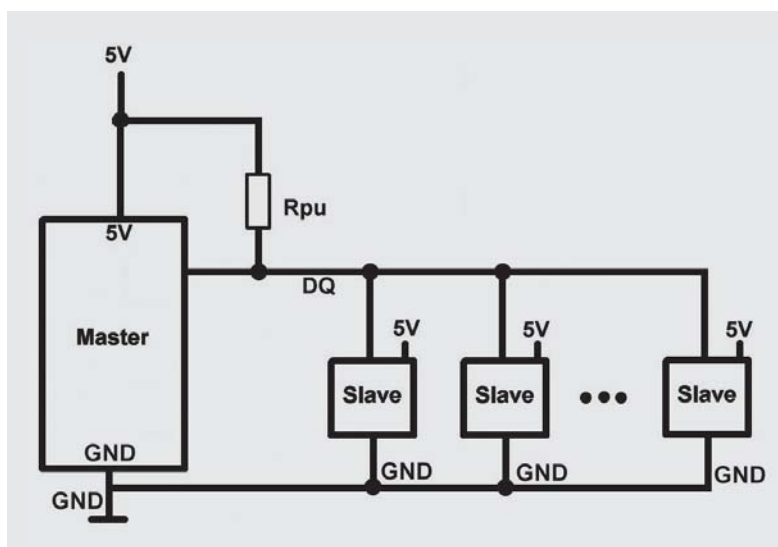 5V
Rpu
5V
DQ
Master
5V
5V
5V
Slave
Slave
•••
Slave
GND
GND
GND
GND
GND